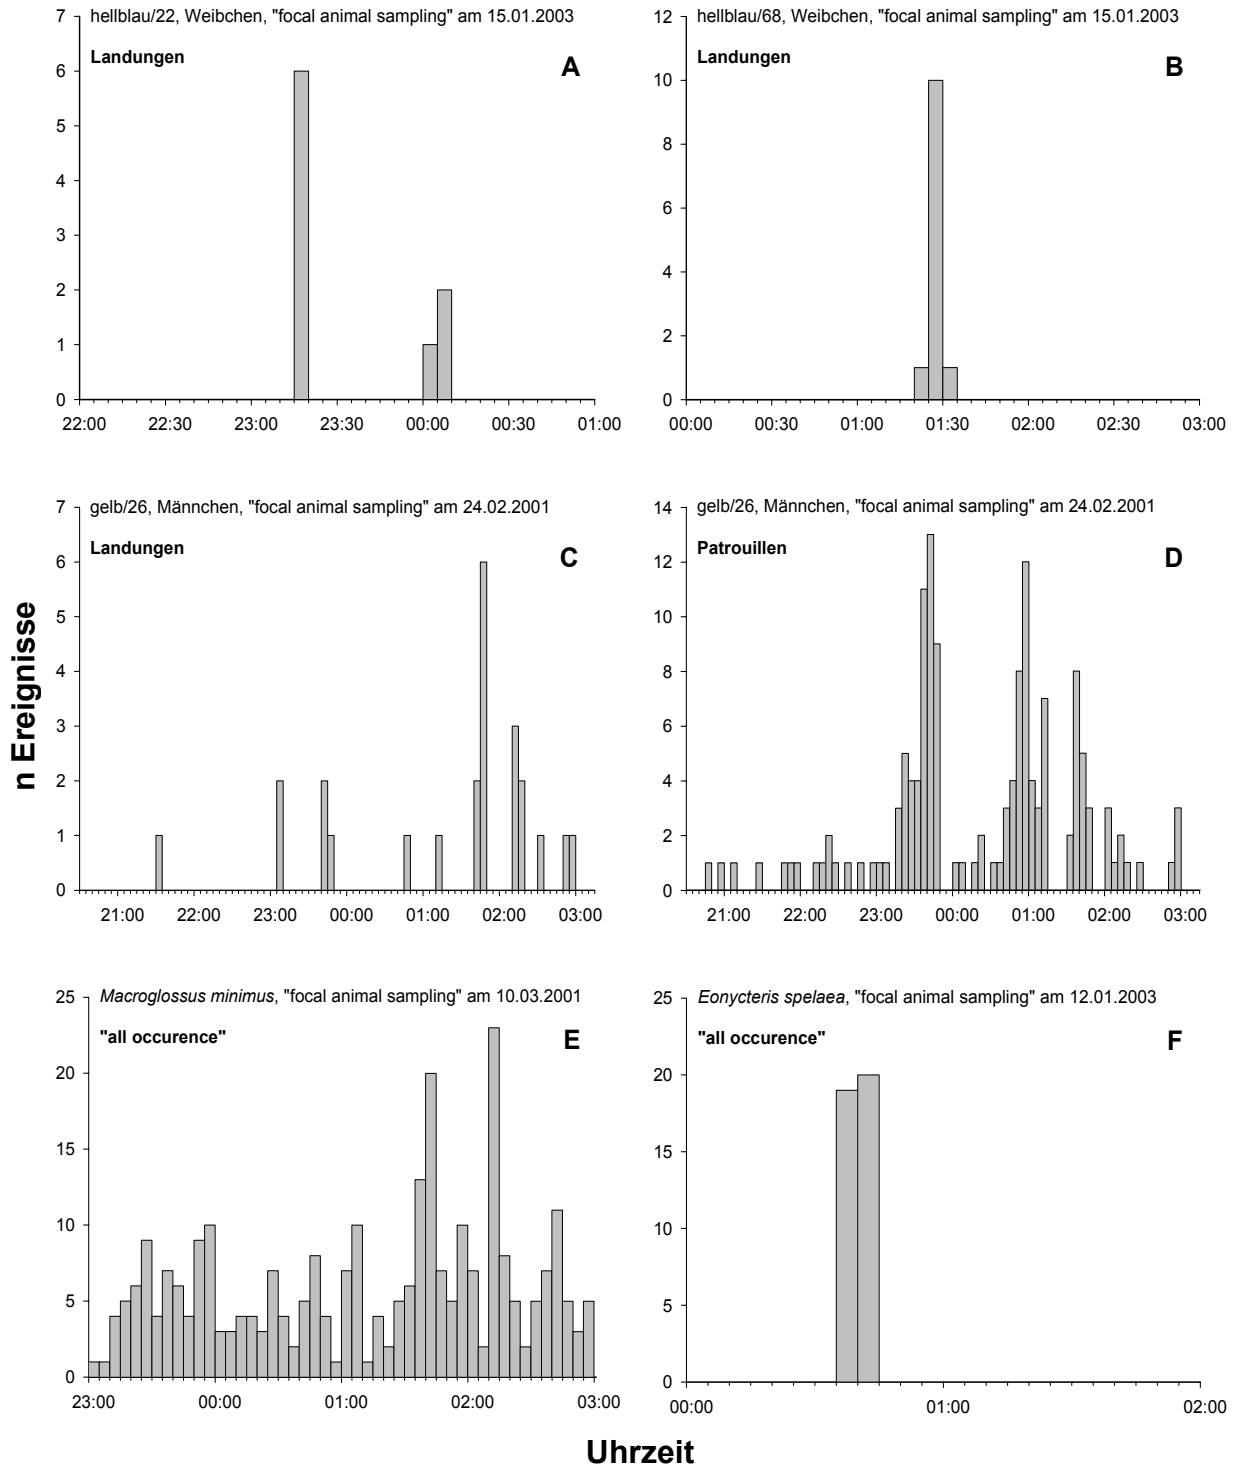 hellblau/22, Weibchen, "focal animal sampling" am 15.01.2003
Landungen
A
7
6
5
4
3
2
1
0
22:00 22:30 23:00 23:30 00:00 00:30 01:00
hellblau/68, Weibchen, "focal animal sampling" am 15.01.2003
Landungen
B
12
10
8
6
4
2
0
00:00 00:30 01:00 01:30 02:00 02:30 03:00
gelb/26, Männchen, "focal animal sampling" am 24.02.2001
Landungen
C
7
6
5
4
3
2
1
0
21:00 22:00 23:00 00:00 01:00 02:00 03:00
gelb/26, Männchen, "focal animal sampling" am 24.02.2001
Patrouillen
D
14
12
10
8
6
4
2
0
21:00 22:00 23:00 00:00 01:00 02:00 03:00
n Ereignisse
Macroglossus minimus, "focal animal sampling" am 10.03.2001
"all occurence"
E
25
20
15
10
5
0
23:00 00:00 01:00 02:00 03:00
Eonycteris spelaea, "focal animal sampling" am 12.01.2003
"all occurence"
F
25
20
15
10
5
0
00:00 01:00 02:00
Uhrzeit